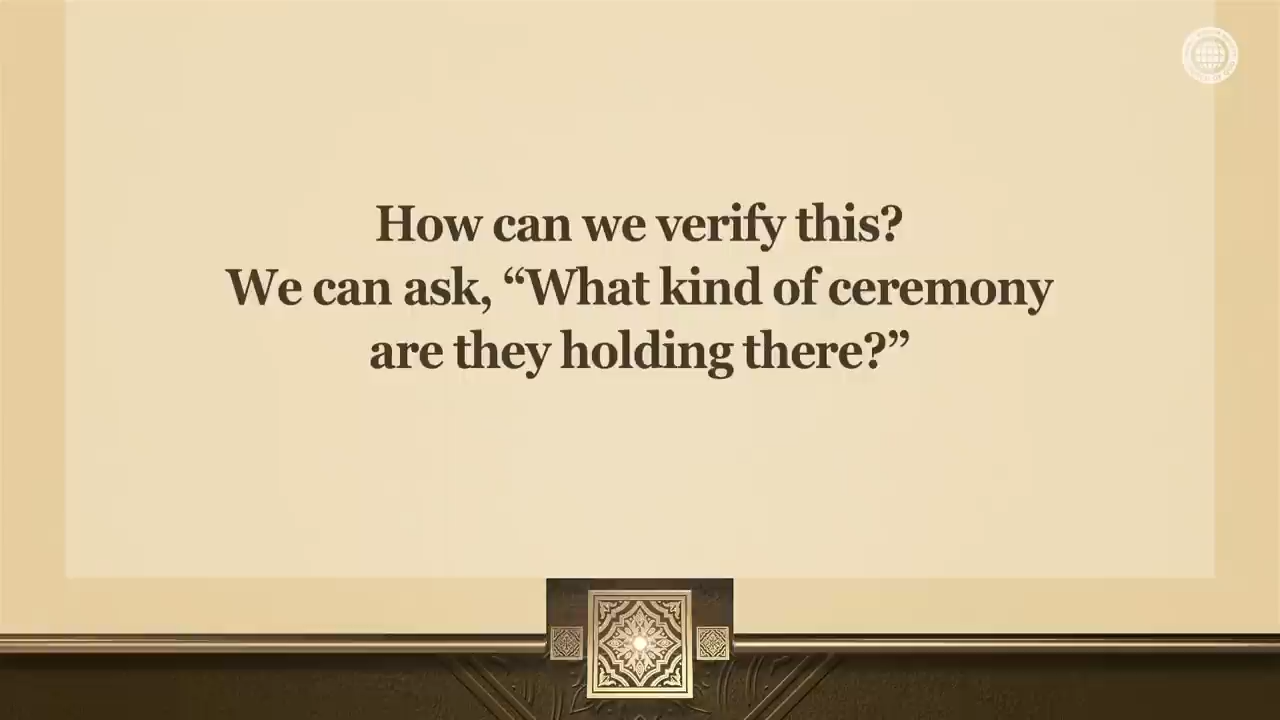 How can we verify this?
We can ask, “What kind of ceremony
are they holding there?”